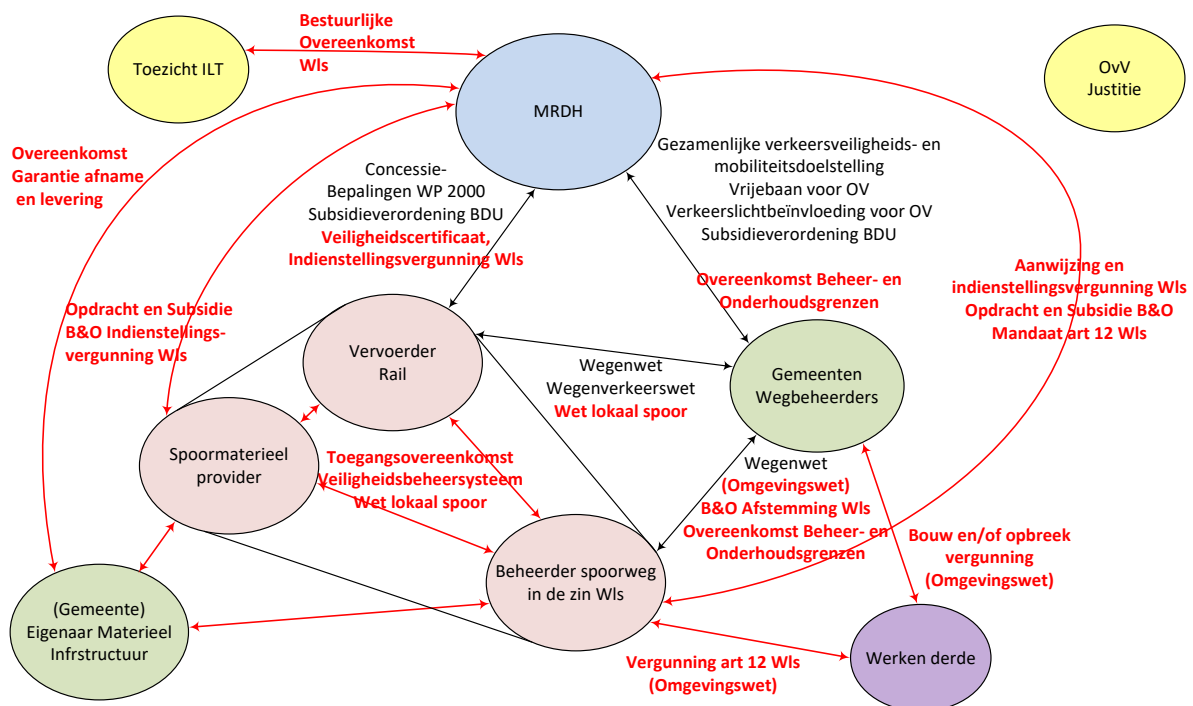 Bestuurlijke
Overeenkomst
Wls
Toezicht ILT
OvV
Justitie
MRDH
Overeenkomst
Garantie afname
en levering
Concessie-
Bepalingen WP 2000
Subsidieverordening BDU
Veiligheidscertificaat,
Indienstellingsvergunning Wls
Gezamenlijke verkeersveiligheids- en
mobiliteitsdoelstelling
Vrijebaan voor OV
Verkeerslichtbeïnvloeding voor OV
Subsidieverordening BDU
Overeenkomst Beheer- en
Onderhoudsgrenzen
Aanwijzing en
indienstellingsvergunning Wls
Opdracht en Subsidie B&O
Mandaat art 12 Wls
Opdracht en Subsidie
B&O Indienstellings-
vergunning Wls
Vervoerder
Rail
Wegenwet
Wegenverkeerswet
Wet lokaal spoor
Gemeenten
Wegbeheerders
Spoormaterieel
provider
Toegangsovereenkomst
Veiligheidsbeheersysteem
Wet lokaal spoor
Wegenwet
(Omgevingswet)
B&O Afstemming Wls
Overeenkomst Beheer- en
Onderhoudsgrenzen
Bouw en/of opbreek
vergunning
(Omgevingswet)
Beheerder spoorweg
in de zin Wls
(Gemeente)
Eigenaar Materieel
Infrstructuur
Vergunning art 12 Wls
(Omgevingswet)
Werken derde